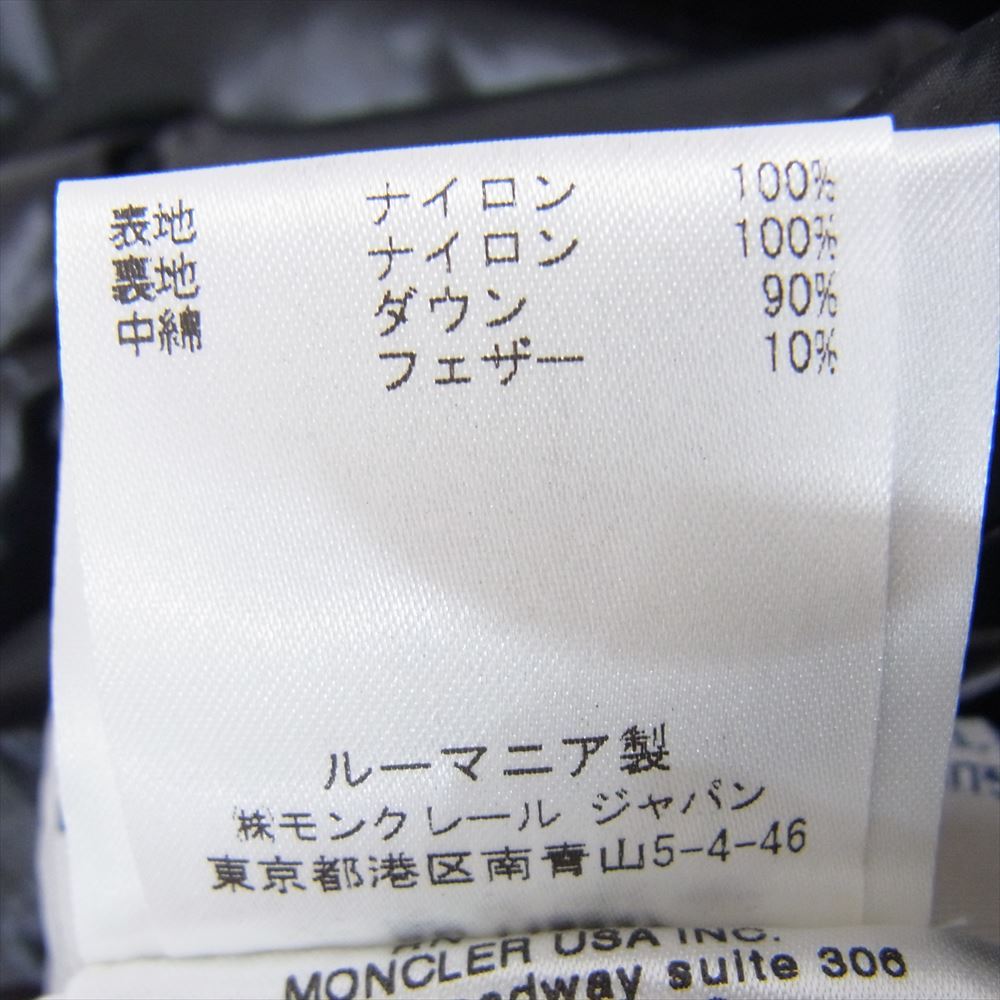 表地 ナイロン 100%
裏地 ナイロン 100%
中綿 ダウン 90%
フェザー 10%
ルーマニア製
㈱モンクレール ジャパン
東京都港区南青山5-4-46
MONCLER USA INC.
suite 306